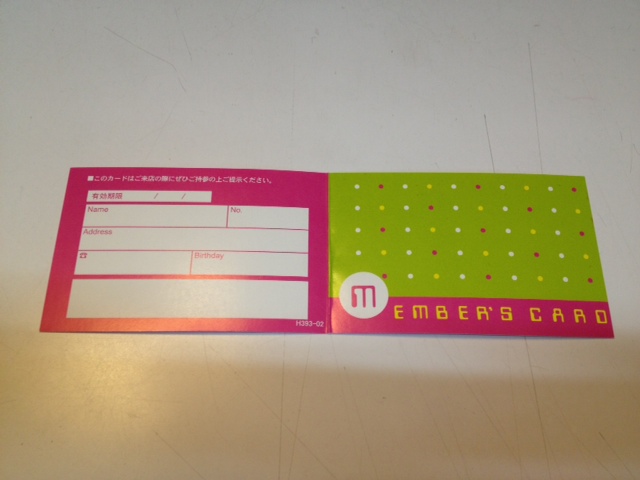 ■このカードはご来店の際にぜひご持参の上ご提示ください。
有効期限 / /
Name No.
Address
Birthday
H393-02
m EMBER'S CARD